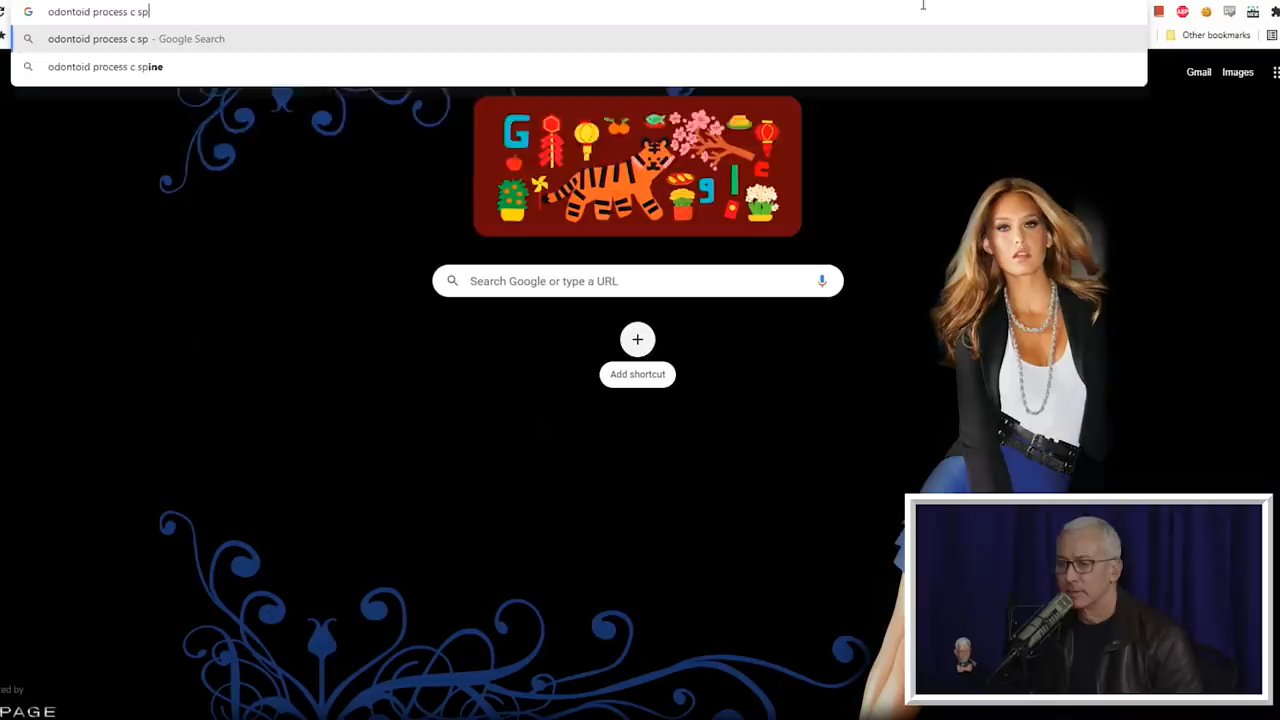 odontoid process c sp
odontoid process c sp - Google Search
odontoid process c spine
Other bookmarks
Gmail Images
G g l
Search Google or type a URL
Add shortcut
ed by
PAGE